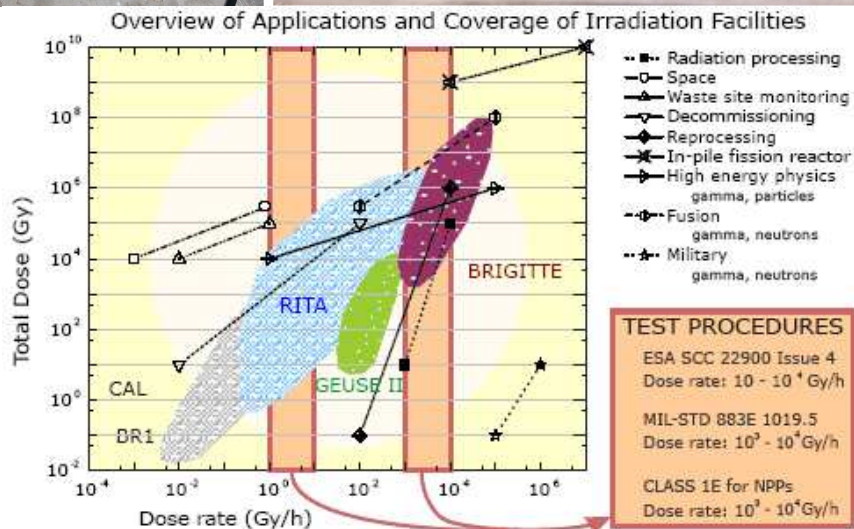 Overview of Applications and Coverage of Irradiation Facilities
Total Dose (Gy)
10^10
10^8
10^6
10^4
10^2
10^0
10^-2
10^-4
10^-2
10^0
10^2
10^4
10^6
Dose rate (Gy/h)
CAL
BR1
RITA
GEUSE II
BRIGITTE
Radiation processing
Space
Waste site monitoring
Decommissioning
Reprocessing
In-pile fission reactor
High energy physics
gamma, particles
Fusion
gamma, neutrons
Military
gamma, neutrons
TEST PROCEDURES
ESA SCC 22900 Issue 4
Dose rate: 10 - 10^4 Gy/h
MIL-STD 883E 1019.5
Dose rate: 10^3 - 10^4 Gy/h
CLASS 1E for NPPs
Dose rate: 10^3 - 10^4 Gy/h